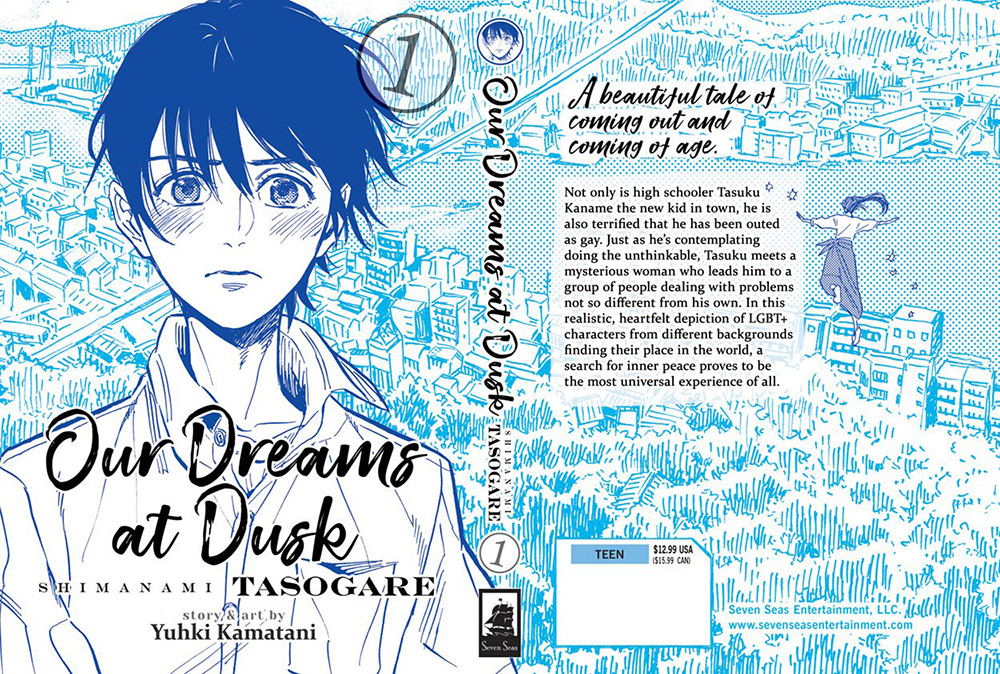 1
Our Dreams
at Dusk
SHIMANAMI TASOGARE
story & art by
Yuhki Kamatani
Our Dreams at Dusk
SHIMANAMI
TASOGARE
1
Seven Seas
A beautiful tale of
coming out and
coming of age.
Not only is high schooler Tasuku
Kaname the new kid in town, he is
also terrified that he has been outed
as gay. Just as he's contemplating
doing the unthinkable, Tasuku meets a
mysterious woman who leads him to a
group of people dealing with problems
not so different from his own. In this
realistic, heartfelt depiction of LGBT+
characters from different backgrounds
finding their place in the world, a
search for inner peace proves to be
the most universal experience of all.
TEEN
$12.99 USA
($15.99 CAN)
Seven Seas Entertainment, LLC.
www.sevenseasentertainment.com